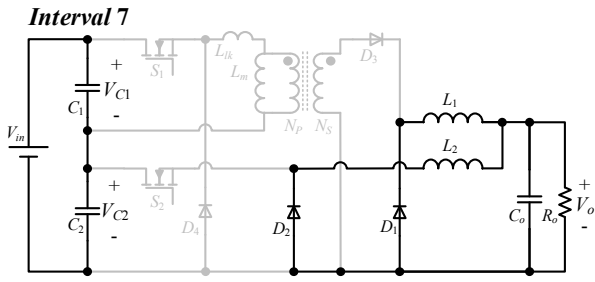 Interval 7
S1
Llk
Lm
D3
+
VC1
-
C1
NP
NS
L1
Vin
L2
+
VC2
-
S2
C2
D4
D2
D1
Co
Ro
+
Vo
-